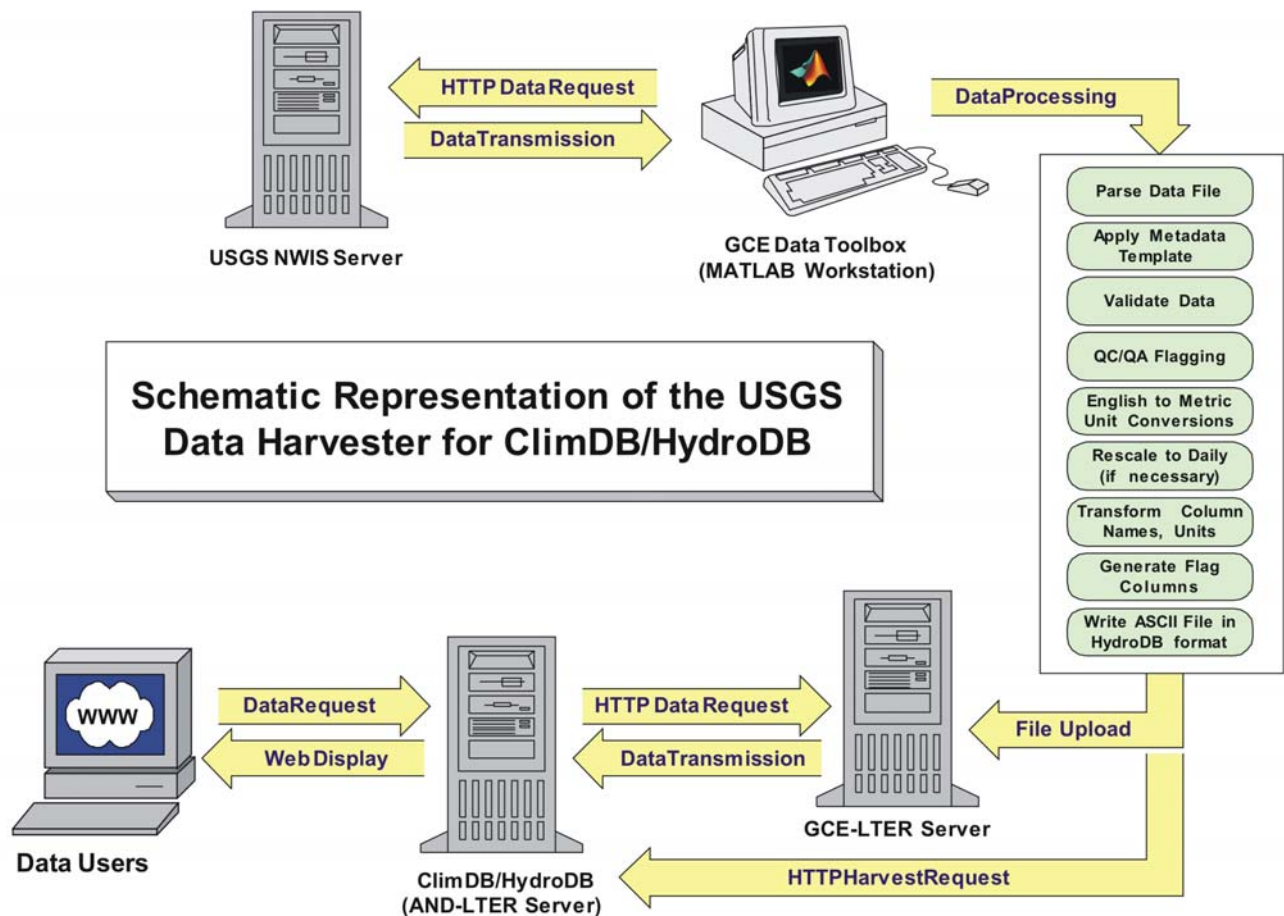 HTTP Data Request
Data Transmission
USGS NWIS Server
GCE Data Toolbox
(MATLAB Workstation)
Data Processing
Parse Data File
Apply Metadata
Template
Validate Data
QC/QA Flagging
English to Metric
Unit Conversions
Rescale to Daily
(if necessary)
Transform Column
Names, Units
Generate Flag
Columns
Write ASCII File in
HydroDB format
Schematic Representation of the USGS
Data Harvester for ClimDB/HydroDB
WWW
Data Users
Data Request
Web Display
ClimDB/HydroDB
(AND-LTER Server)
HTTP Data Request
Data Transmission
GCE-LTER Server
File Upload
HTTP Harvest Request